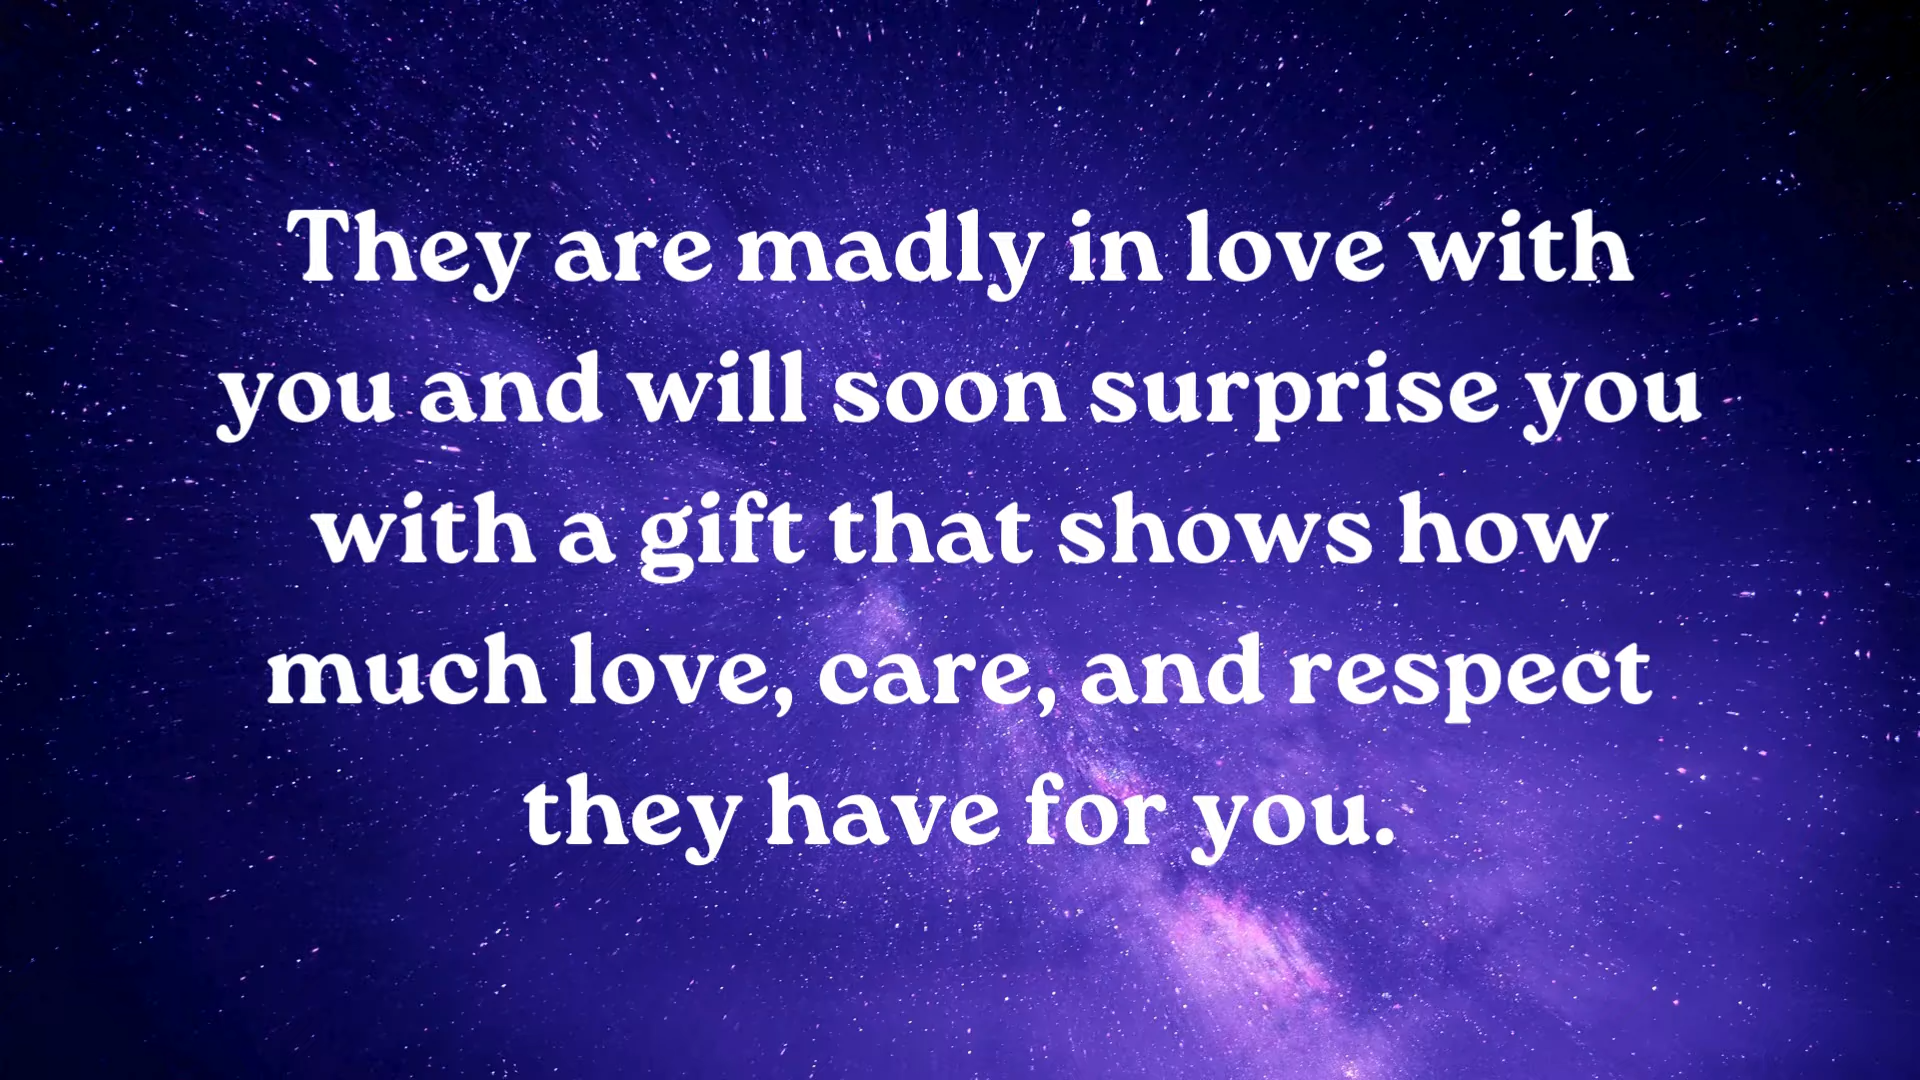 They are madly in love with
you and will soon surprise you
with a gift that shows how
much love, care, and respect
they have for you.